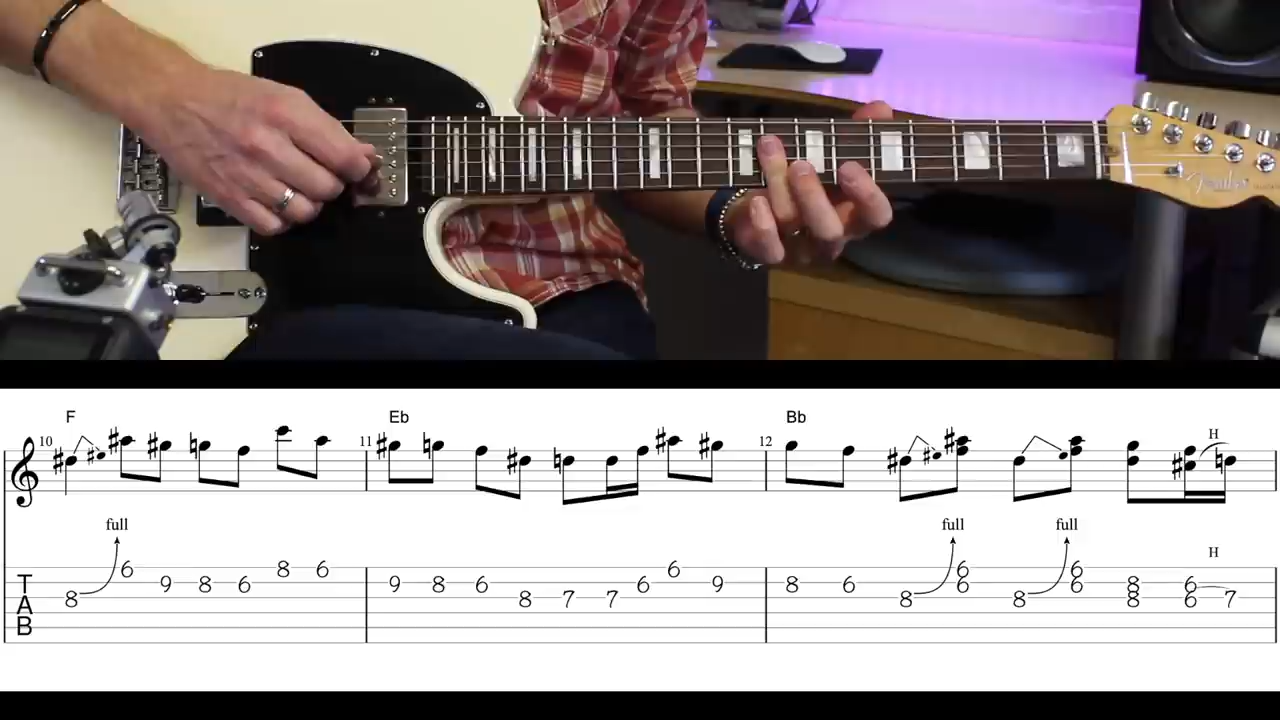 F Eb Bb
10 11 12
H
full full full
H
6 8 6 6 6 6
9 8 6 9 8 6 6 8 6 6 6 8 6
8 8 7 7 8 8 8 6 7
T
A
B
Fender